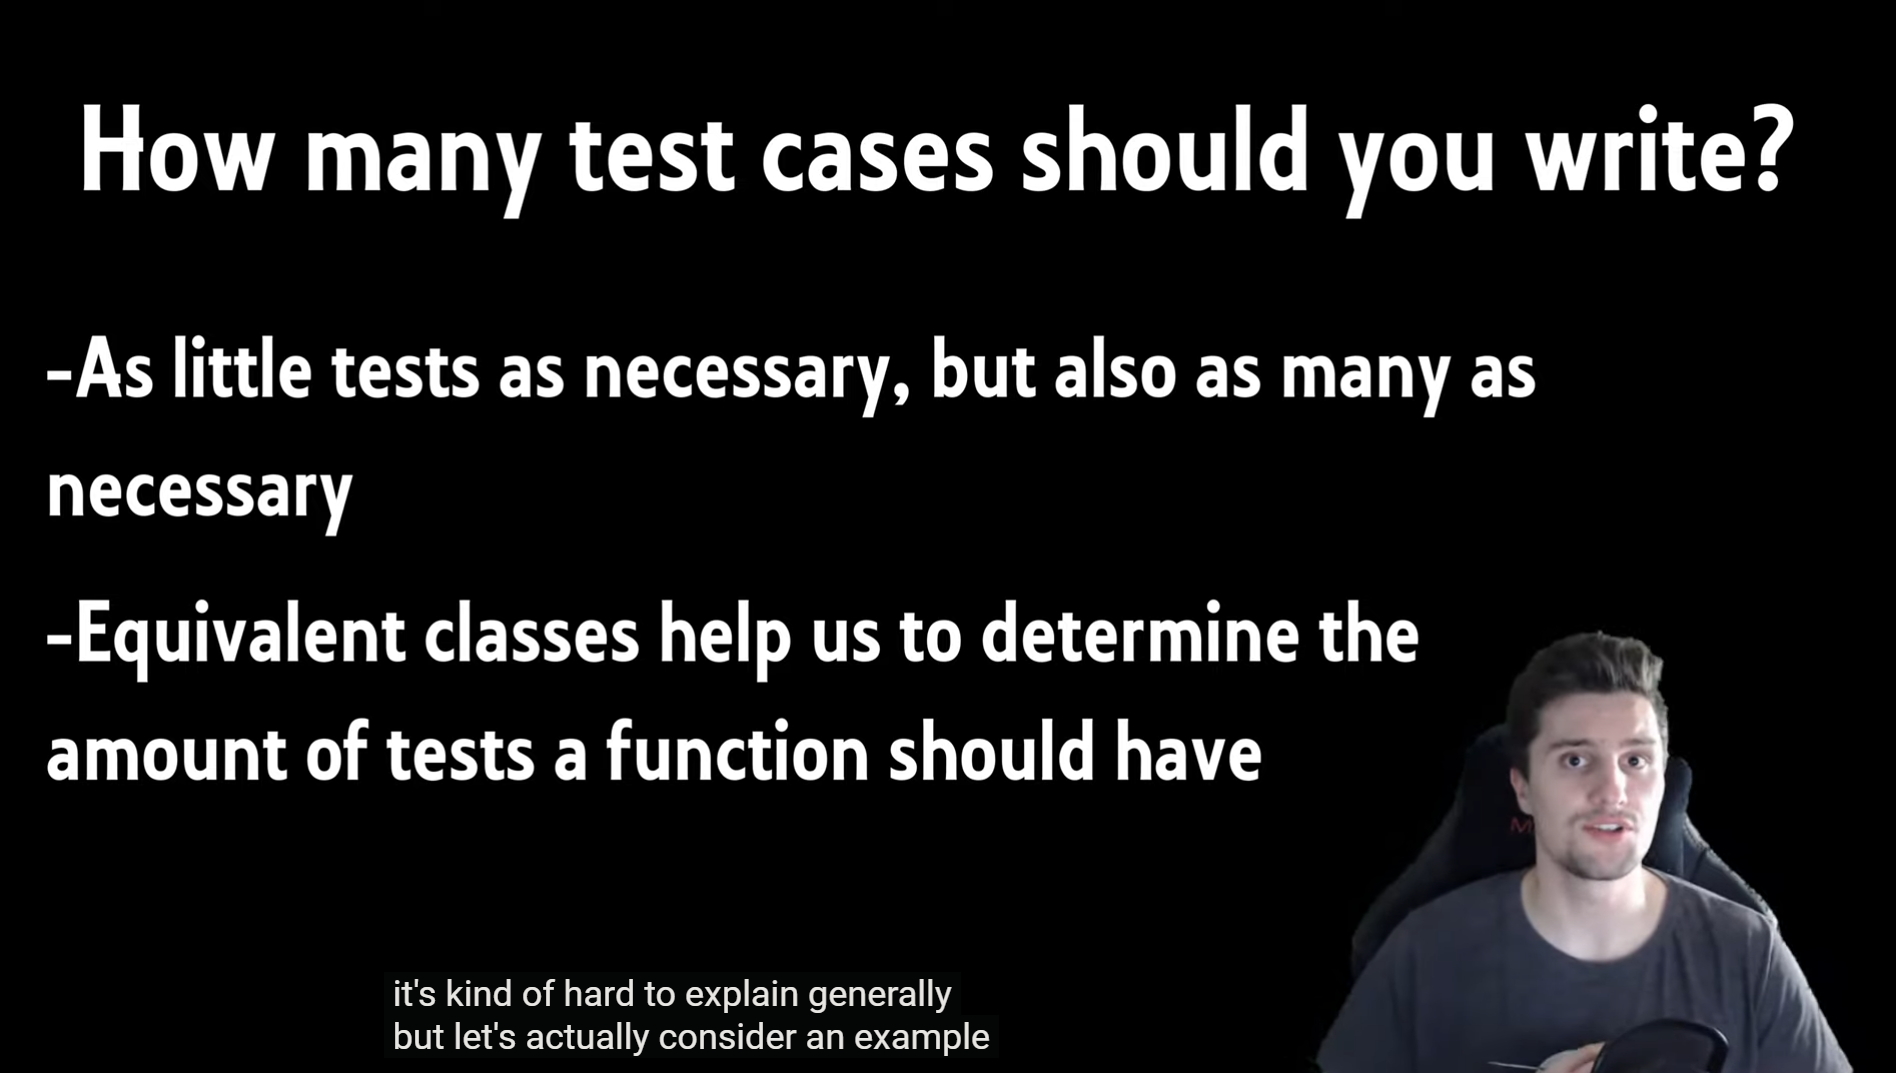 How many test cases should you write?
-As little tests as necessary, but also as many as
necessary
-Equivalent classes help us to determine the
amount of tests a function should have
it's kind of hard to explain generally
but let's actually consider an example